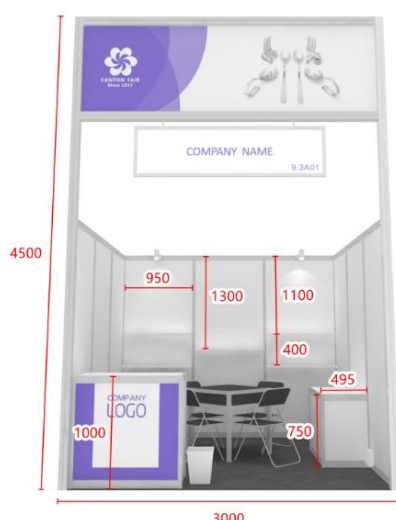 CANTON FAIR
Since 1957
COMPANY NAME
9.3A01
4500
950
1300
1100
400
495
COMPANY
LOGO
1000
750
3000